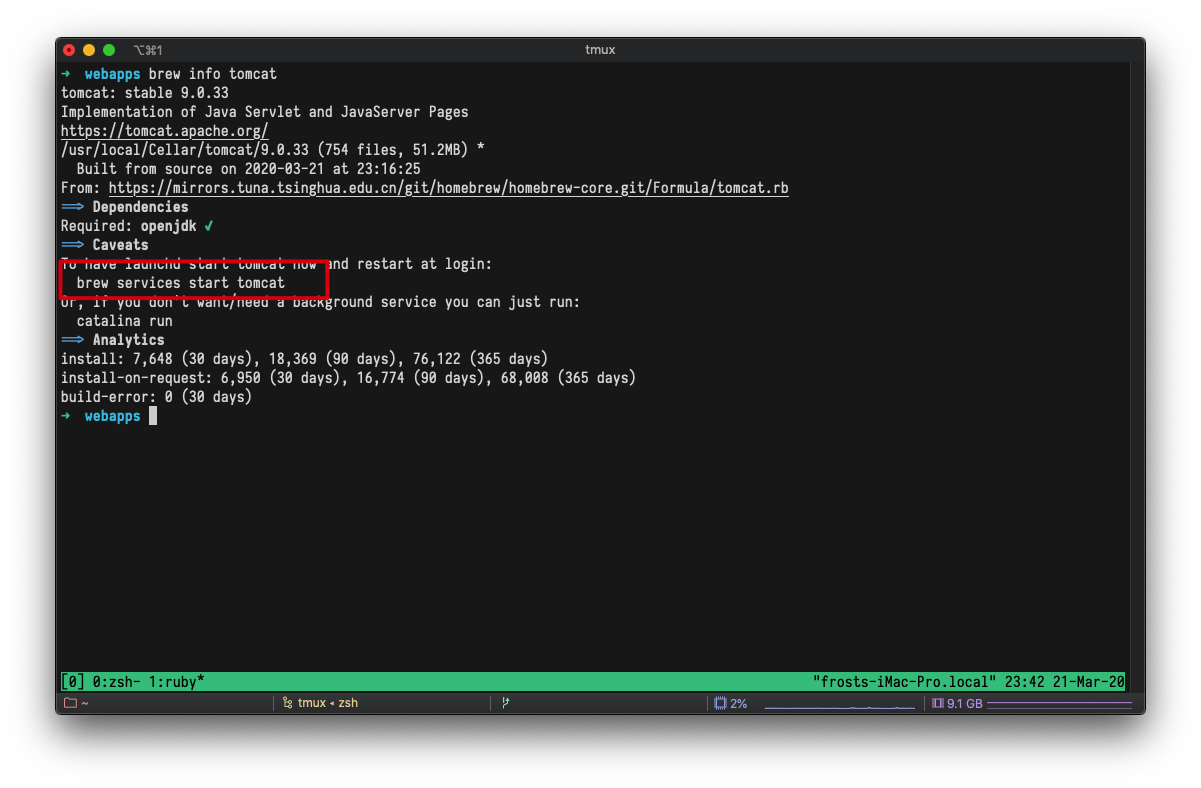 ⌥⌘1
tmux
➜ webapps brew info tomcat
tomcat: stable 9.0.33
Implementation of Java Servlet and JavaServer Pages
https://tomcat.apache.org/
/usr/local/Cellar/tomcat/9.0.33 (754 files, 51.2MB) *
Built from source on 2020-03-21 at 23:16:25
From: https://mirrors.tuna.tsinghua.edu.cn/git/homebrew/homebrew-core.git/Formula/tomcat.rb
==> Dependencies
Required: openjdk ✔
==> Caveats
To have launchd start tomcat now and restart at login:
brew services start tomcat
Or, if you don't want/need a background service you can just run:
catalina run
==> Analytics
install: 7,648 (30 days), 18,369 (90 days), 76,122 (365 days)
install-on-request: 6,950 (30 days), 16,774 (90 days), 68,008 (365 days)
build-error: 0 (30 days)
➜ webapps
[0] 0:zsh- 1:ruby* "frosts-iMac-Pro.local" 23:42 21-Mar-20
~ tmux ◂ zsh 2% 9.1 GB